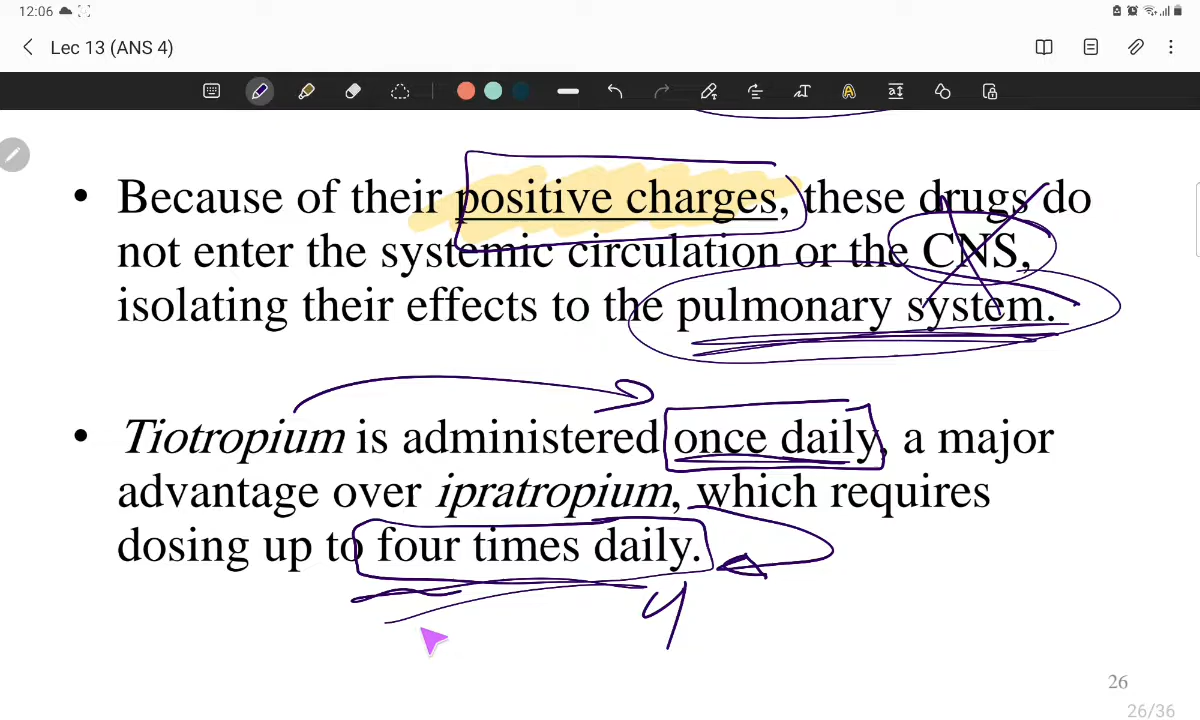 12:06
Lec 13 (ANS 4)
• Because of their positive charges, these drugs do
not enter the systemic circulation or the CNS,
isolating their effects to the pulmonary system.
• Tiotropium is administered once daily, a major
advantage over ipratropium, which requires
dosing up to four times daily.
4
26
26/36